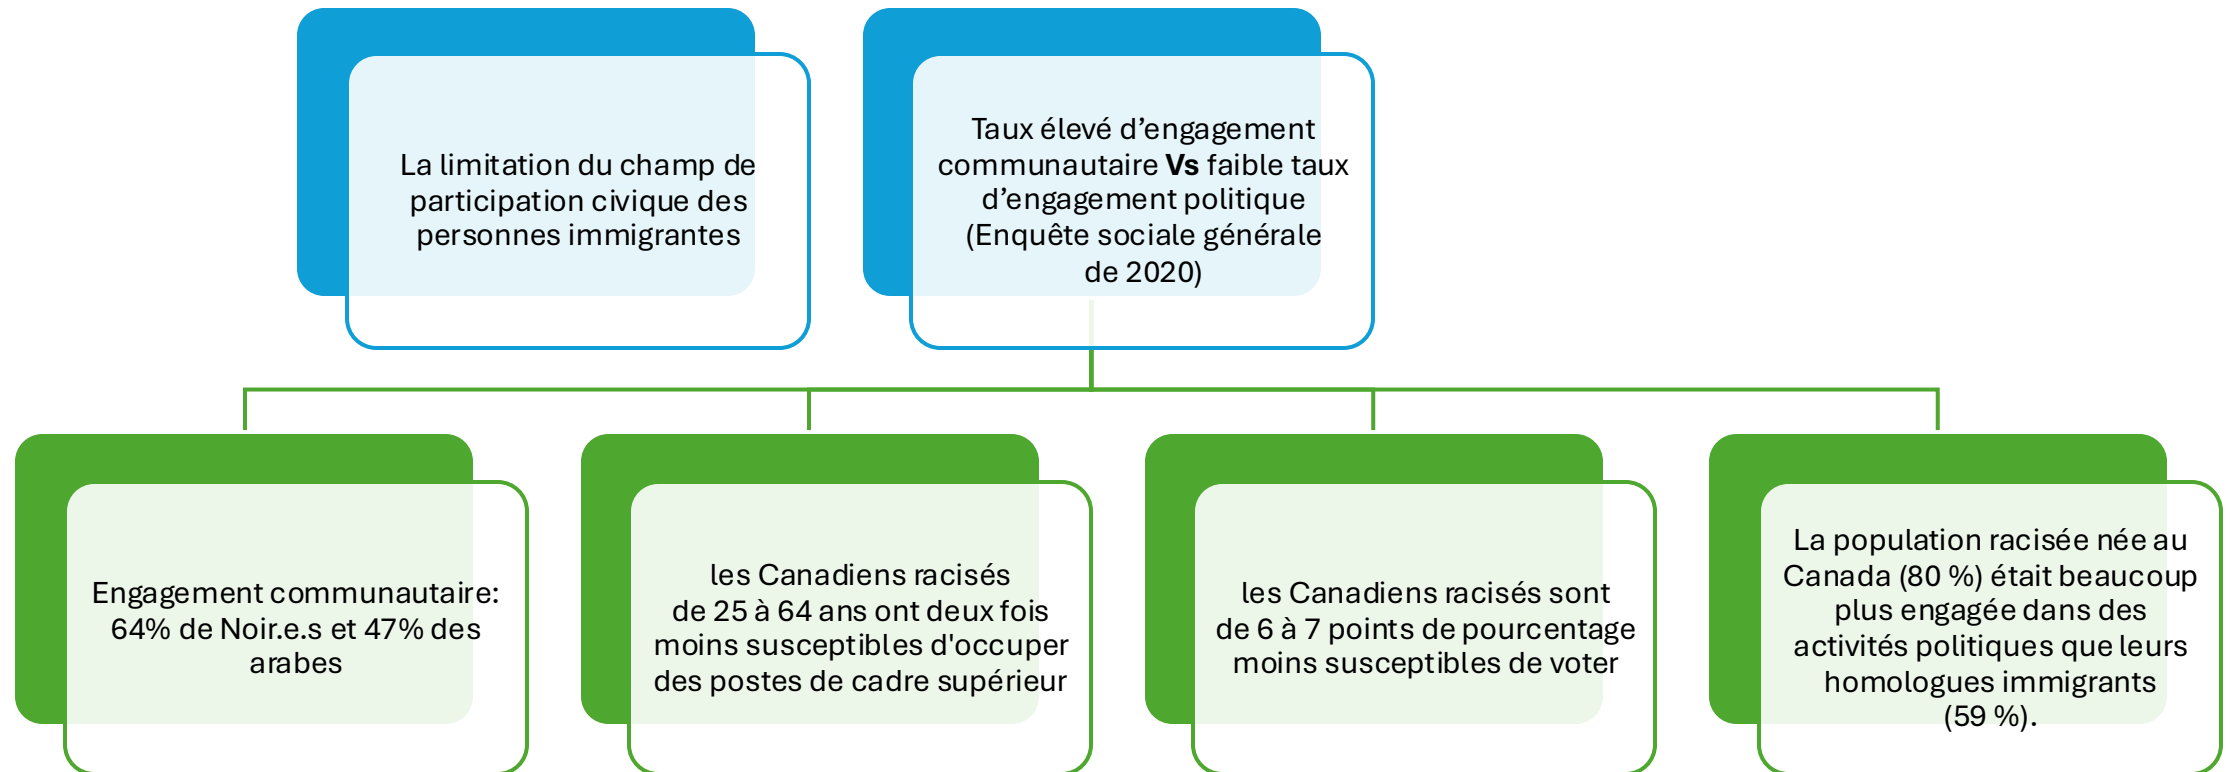 La limitation du champ de
participation civique des
personnes immigrantes
Taux élevé d’engagement
communautaire Vs faible taux
d’engagement politique
(Enquête sociale générale
de 2020)
Engagement communautaire:
64% de Noir.e.s et 47% des
arabes
les Canadiens racisés
de 25 à 64 ans ont deux fois
moins susceptibles d'occuper
des postes de cadre supérieur
les Canadiens racisés sont
de 6 à 7 points de pourcentage
moins susceptibles de voter
La population racisée née au
Canada (80 %) était beaucoup
plus engagée dans des
activités politiques que leurs
homologues immigrants
(59 %).